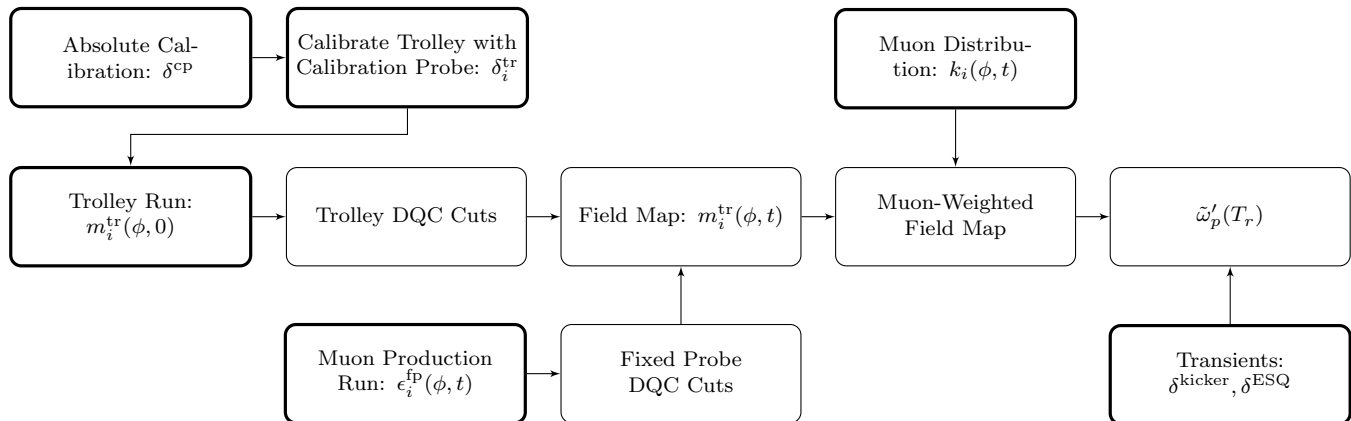 Absolute Cal-
ibration: δ^cp
Calibrate Trolley with
Calibration Probe: δ_i^tr
Muon Distribu-
tion: k_i(ϕ, t)
Trolley Run:
m_i^tr(ϕ, 0)
Trolley DQC Cuts
Field Map: m_i^tr(ϕ, t)
Muon-Weighted
Field Map
ω̃′_p(T_r)
Muon Production
Run: ϵ_i^fp(ϕ, t)
Fixed Probe
DQC Cuts
Transients:
δ^kicker, δ^ESQ